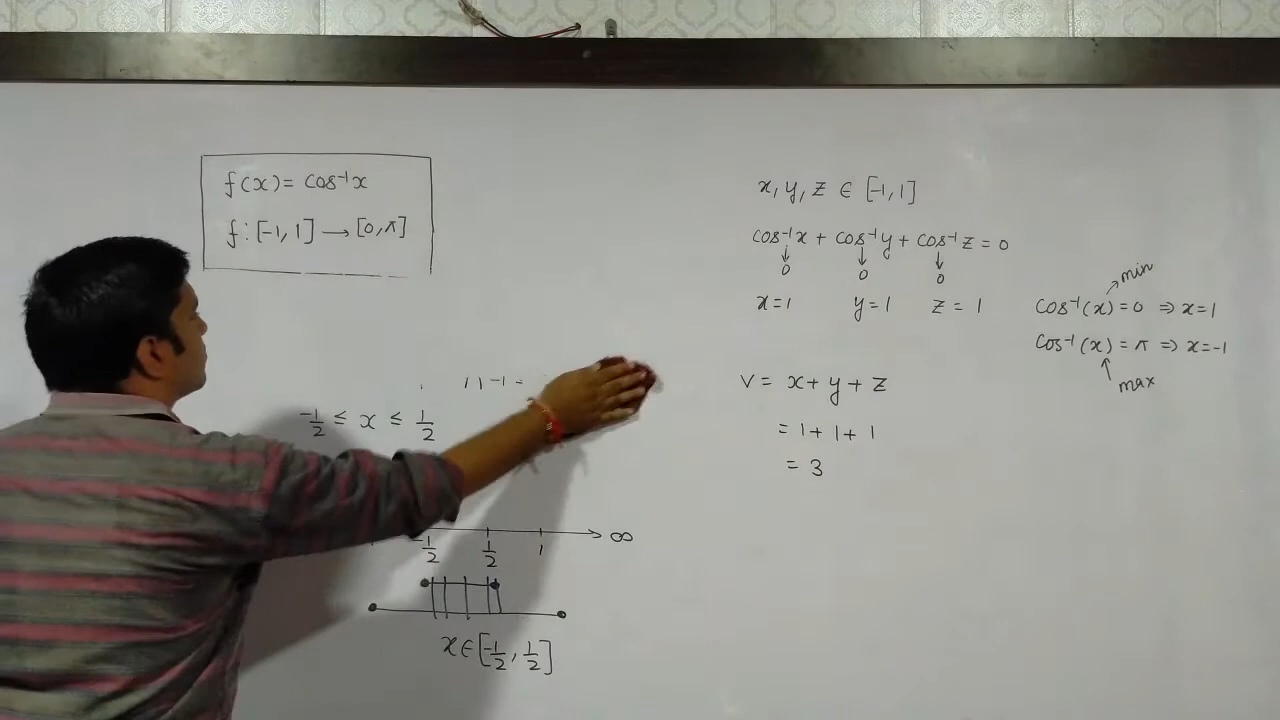 f(x) = cos⁻¹x
f : [-1, 1] → [0, π]
-1/2 ≤ x ≤ 1/2
-1/2 1/2 1 ∞
x ∈ [-1/2, 1/2]
x, y, z ∈ [-1, 1]
cos⁻¹x + cos⁻¹y + cos⁻¹z = 0
↓ ↓ ↓
0 0 0
x = 1 y = 1 z = 1
min
cos⁻¹(x) = 0 ⇒ x = 1
cos⁻¹(x) = π ⇒ x = -1
max
V = x + y + z
= 1 + 1 + 1
= 3